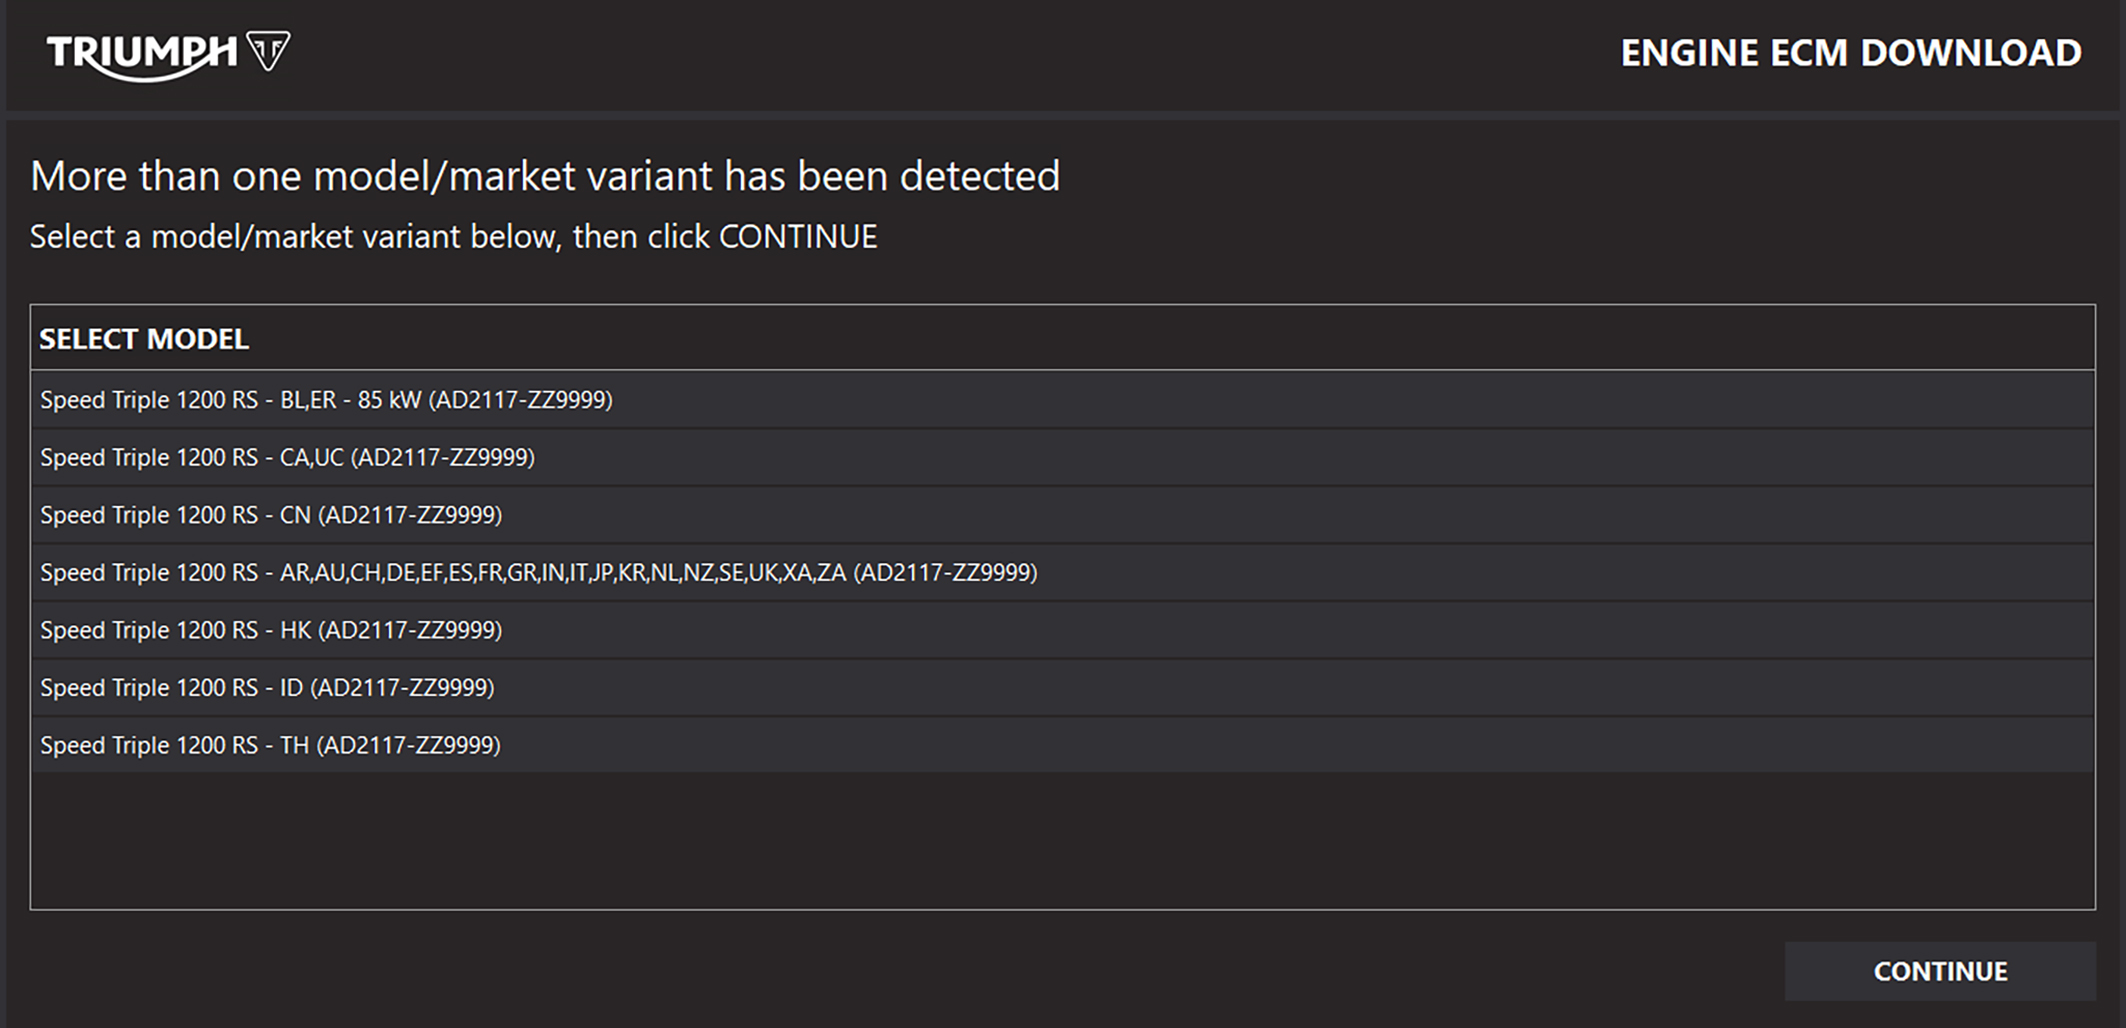 TRIUMPH
ENGINE ECM DOWNLOAD
More than one model/market variant has been detected
Select a model/market variant below, then click CONTINUE
SELECT MODEL
Speed Triple 1200 RS - BL,ER - 85 kW (AD2117-ZZ9999)
Speed Triple 1200 RS - CA,UC (AD2117-ZZ9999)
Speed Triple 1200 RS - CN (AD2117-ZZ9999)
Speed Triple 1200 RS - AR,AU,CH,DE,EF,ES,FR,GR,IN,IT,JP,KR,NL,NZ,SE,UK,XA,ZA (AD2117-ZZ9999)
Speed Triple 1200 RS - HK (AD2117-ZZ9999)
Speed Triple 1200 RS - ID (AD2117-ZZ9999)
Speed Triple 1200 RS - TH (AD2117-ZZ9999)
CONTINUE